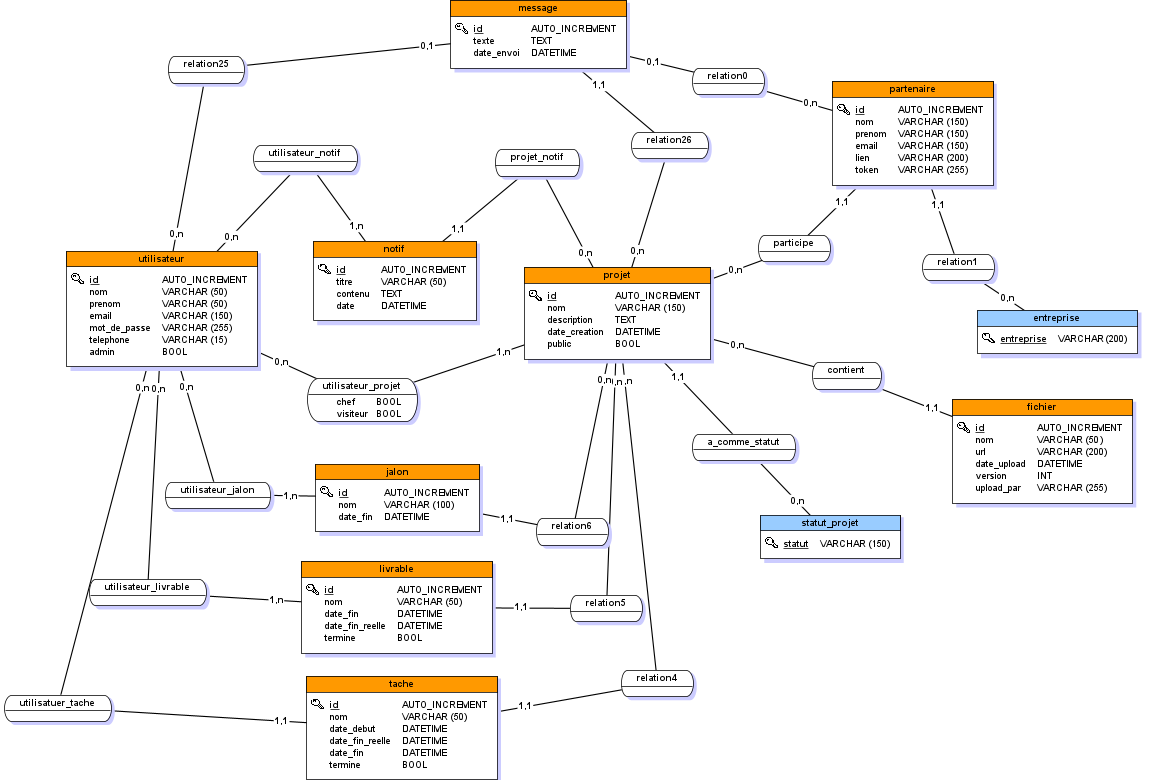 message
id AUTO_INCREMENT
texte TEXT
date_envoi DATETIME
0,1
0,1
1,1
relation25
relation0
0,n
partenaire
id AUTO_INCREMENT
nom VARCHAR (150)
prenom VARCHAR (150)
email VARCHAR (150)
lien VARCHAR (200)
token VARCHAR (255)
relation26
utilisateur_notif
projet_notif
1,1
1,1
0,n
0,n
1,n
1,1
0,n
0,n
participe
0,n
relation1
0,n
utilisateur
id AUTO_INCREMENT
nom VARCHAR (50)
prenom VARCHAR (50)
email VARCHAR (150)
mot_de_passe VARCHAR (255)
telephone VARCHAR (15)
admin BOOL
notif
id AUTO_INCREMENT
titre VARCHAR (50)
contenu TEXT
date DATETIME
projet
id AUTO_INCREMENT
nom VARCHAR (150)
description TEXT
date_creation DATETIME
public BOOL
entreprise
entreprise VARCHAR (200)
0,n
1,n
0,n
utilisateur_projet
chef BOOL
visiteur BOOL
contient
1,1
0,n
0,n
0,n
0,n
1,n
1,n
1,1
fichier
id AUTO_INCREMENT
nom VARCHAR (50)
url VARCHAR (200)
date_upload DATETIME
version INT
upload_par VARCHAR (255)
a_comme_statut
0,n
statut_projet
statut VARCHAR (150)
utilisateur_jalon
1,n
jalon
id AUTO_INCREMENT
nom VARCHAR (100)
date_fin DATETIME
1,1
relation6
utilisateur_livrable
1,n
livrable
id AUTO_INCREMENT
nom VARCHAR (50)
date_fin DATETIME
date_fin_reelle DATETIME
termine BOOL
1,1
relation5
utilisatuer_tache
1,1
tache
id AUTO_INCREMENT
nom VARCHAR (50)
date_debut DATETIME
date_fin_reelle DATETIME
date_fin DATETIME
termine BOOL
1,1
relation4